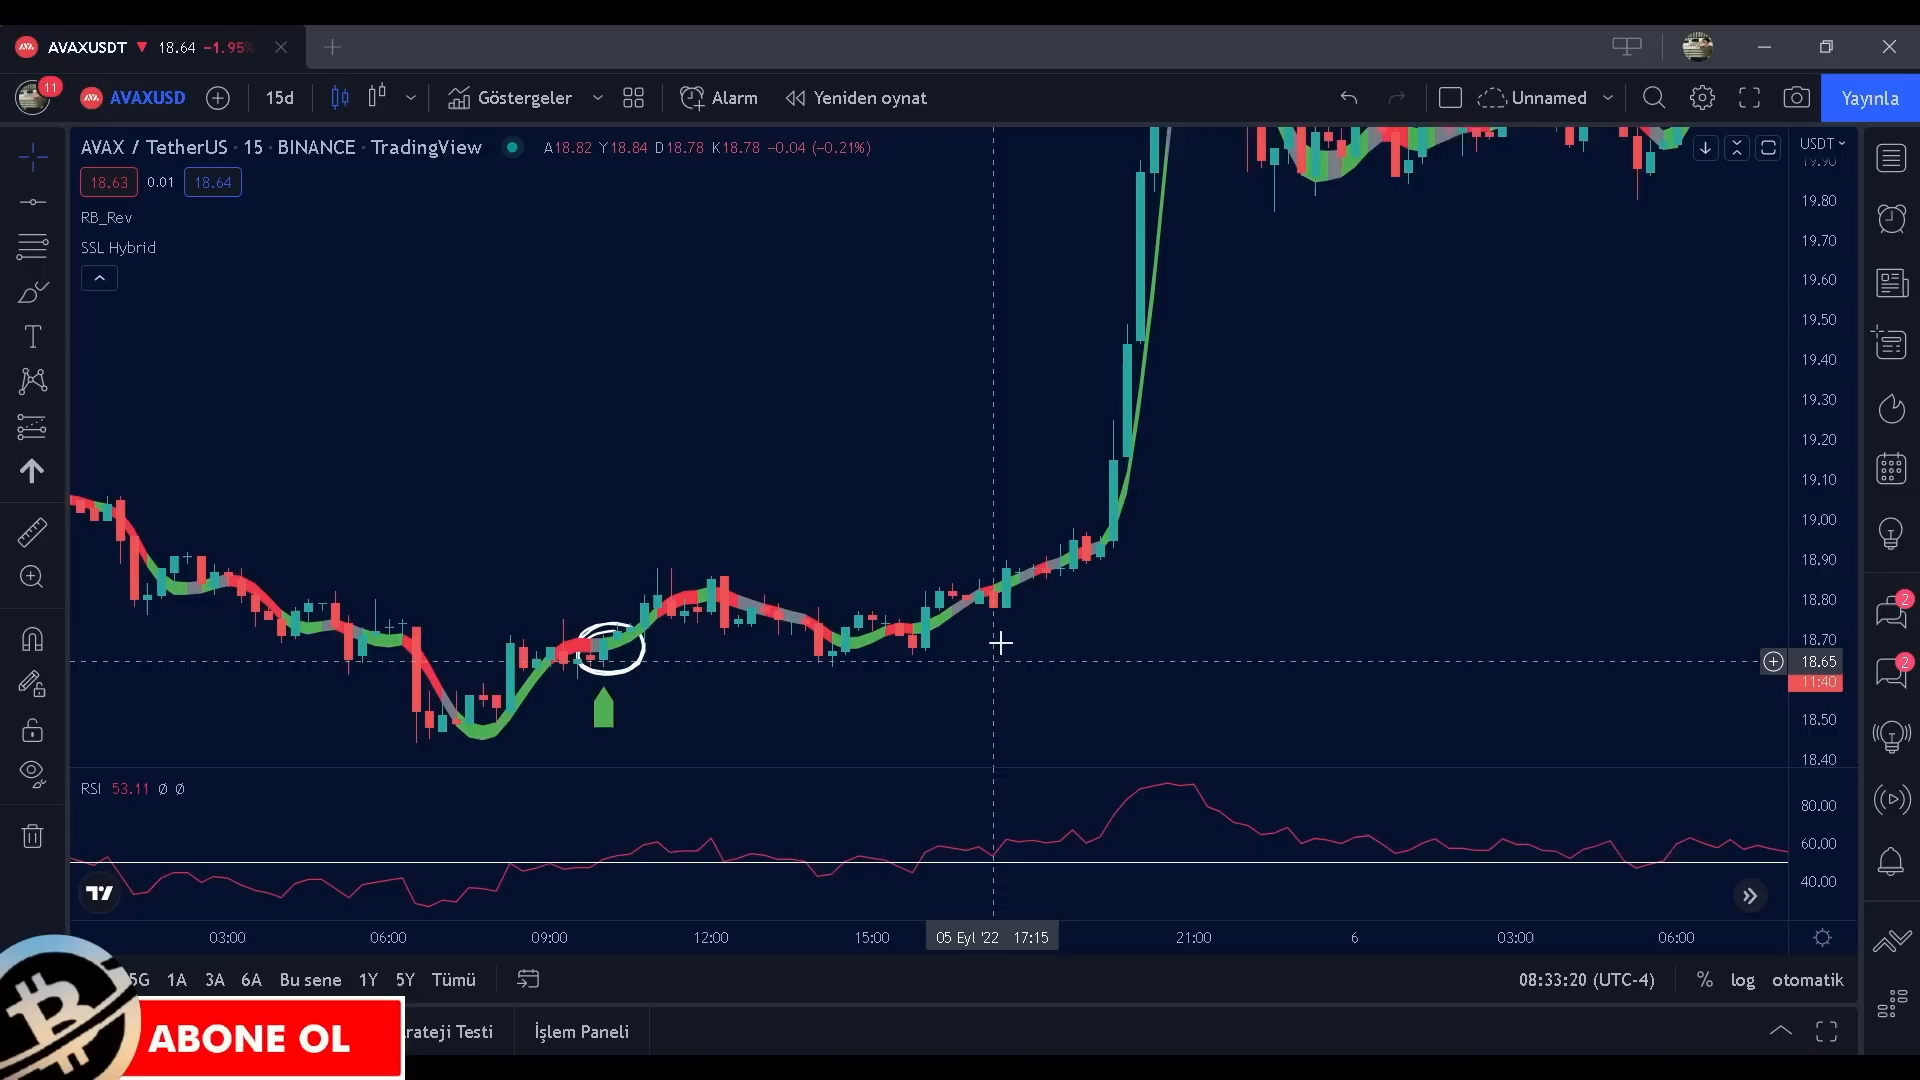 AVAXUSDT ▼ 18.64 −1.95%
11 AVAXUSD 15d Göstergeler Alarm Yeniden oynat Unnamed Yayınla
AVAX / TetherUS · 15 · BINANCE · TradingView A18.82 Y18.84 D18.78 K18.78 −0.04 (−0.21%)
USDT
18.63 0.01 18.64
RB_Rev
SSL Hybrid
19.90
19.80
19.70
19.60
19.50
19.40
19.30
19.20
19.10
19.00
18.90
18.80
18.70
18.65
11:40
18.50
18.40
2
2
RSI 53.11 Ø Ø
80.00
60.00
40.00
03:00 06:00 09:00 12:00 15:00 05 Eyl '22 17:15 21:00 6 03:00 06:00
5G 1A 3A 6A Bu sene 1Y 5Y Tümü 08:33:20 (UTC-4) % log otomatik
rateji Testi İşlem Paneli
ABONE OL